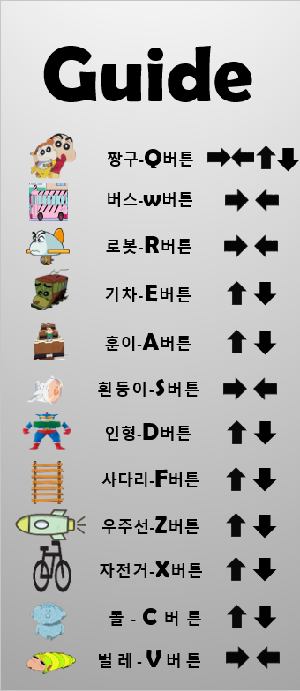 Guide
짱구-Q버튼
버스-w버튼
로봇-R버튼
기차-E버튼
훈이-A버튼
흰둥이-S버튼
인형-D버튼
사다리-F버튼
우주선-Z버튼
자전거-X버튼
콜 - C 버 튼
벌 레 - V 버 튼